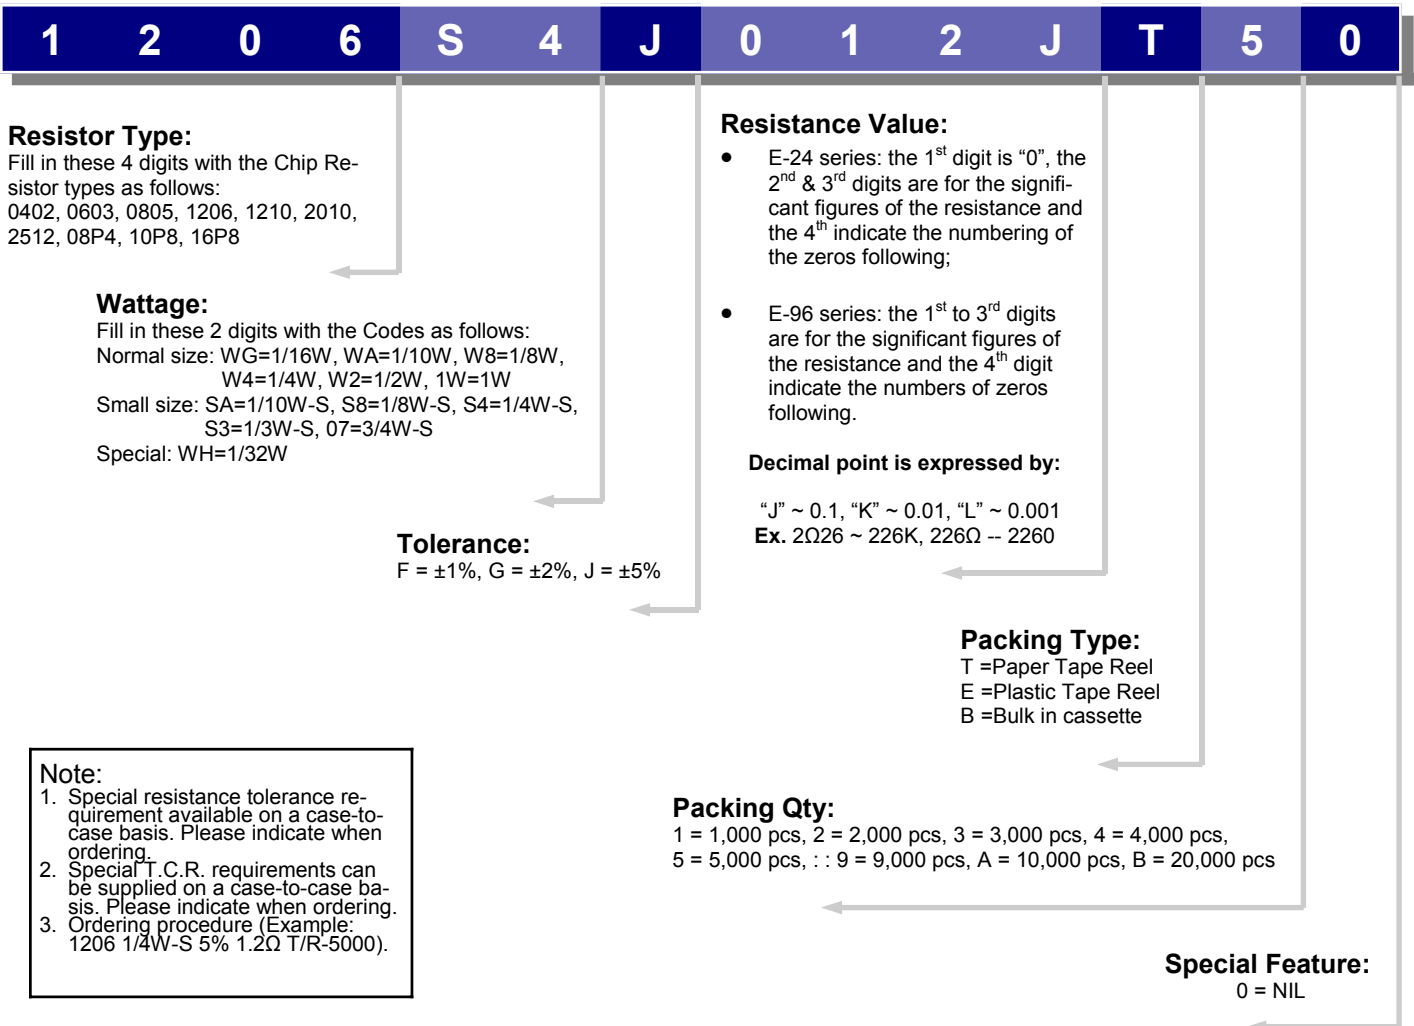 1 2 0 6 S 4 J 0 1 2 J T 5 0
Resistor Type:
Fill in these 4 digits with the Chip Re-
sistor types as follows:
0402, 0603, 0805, 1206, 1210, 2010,
2512, 08P4, 10P8, 16P8
Wattage:
Fill in these 2 digits with the Codes as follows:
Normal size: WG=1/16W, WA=1/10W, W8=1/8W,
W4=1/4W, W2=1/2W, 1W=1W
Small size: SA=1/10W-S, S8=1/8W-S, S4=1/4W-S,
S3=1/3W-S, 07=3/4W-S
Special: WH=1/32W
Tolerance:
F = ±1%, G = ±2%, J = ±5%
Resistance Value:
• E-24 series: the 1st digit is “0”, the
2nd & 3rd digits are for the signifi-
cant figures of the resistance and
the 4th indicate the numbering of
the zeros following;
• E-96 series: the 1st to 3rd digits
are for the significant figures of
the resistance and the 4th digit
indicate the numbers of zeros
following.
Decimal point is expressed by:
“J” ~ 0.1, “K” ~ 0.01, “L” ~ 0.001
Ex. 2Ω26 ~ 226K, 226Ω -- 2260
Packing Type:
T =Paper Tape Reel
E =Plastic Tape Reel
B =Bulk in cassette
Packing Qty:
1 = 1,000 pcs, 2 = 2,000 pcs, 3 = 3,000 pcs, 4 = 4,000 pcs,
5 = 5,000 pcs, : : 9 = 9,000 pcs, A = 10,000 pcs, B = 20,000 pcs
Special Feature:
0 = NIL
Note:
1. Special resistance tolerance re-
quirement available on a case-to-
case basis. Please indicate when
ordering.
2. Special T.C.R. requirements can
be supplied on a case-to-case ba-
sis. Please indicate when ordering.
3. Ordering procedure (Example:
1206 1/4W-S 5% 1.2Ω T/R-5000).